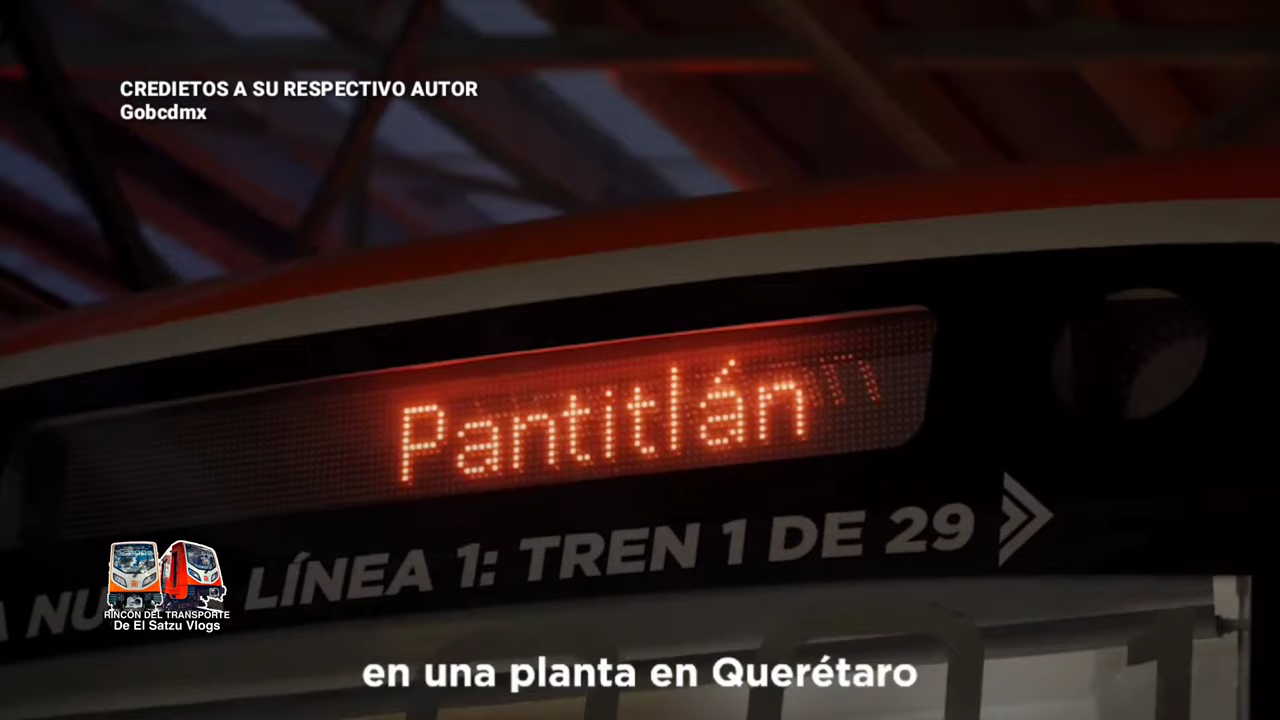 CREDIETOS A SU RESPECTIVO AUTOR
Gobcdmx
Pantitlán
LÍNEA 1: TREN 1 DE 29
RINCÓN DEL TRANSPORTE
De El Satzu Vlogs
en una planta en Querétaro